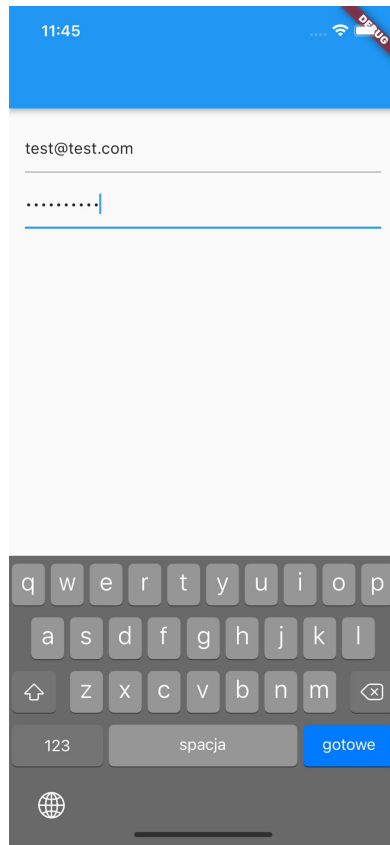 11:45
DEBUG
test@test.com
••••••••••
q w e r t y u i o p
a s d f g h j k l
z x c v b n m
123 spacja gotowe